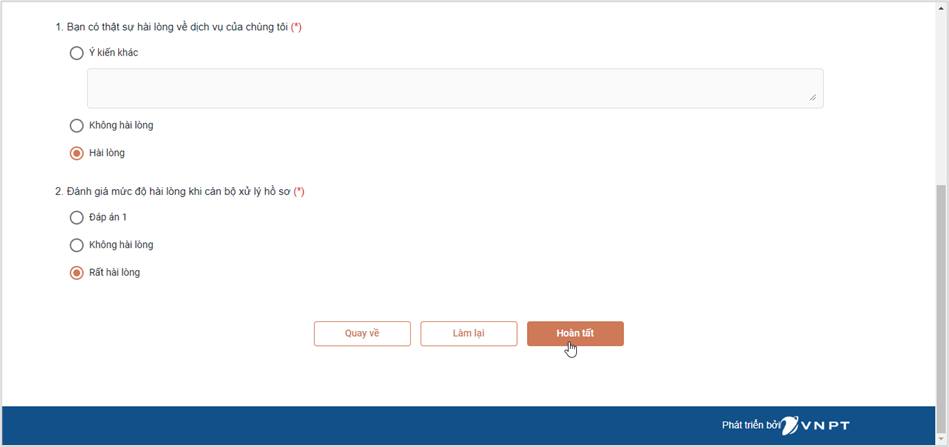 1. Bạn có thật sự hài lòng về dịch vụ của chúng tôi (*)
Ý kiến khác
Không hài lòng
Hài lòng
2. Đánh giá mức độ hài lòng khi cán bộ xử lý hồ sơ (*)
Đáp án 1
Không hài lòng
Rất hài lòng
Quay về Làm lại Hoàn tất
Phát triển bởi VNPT